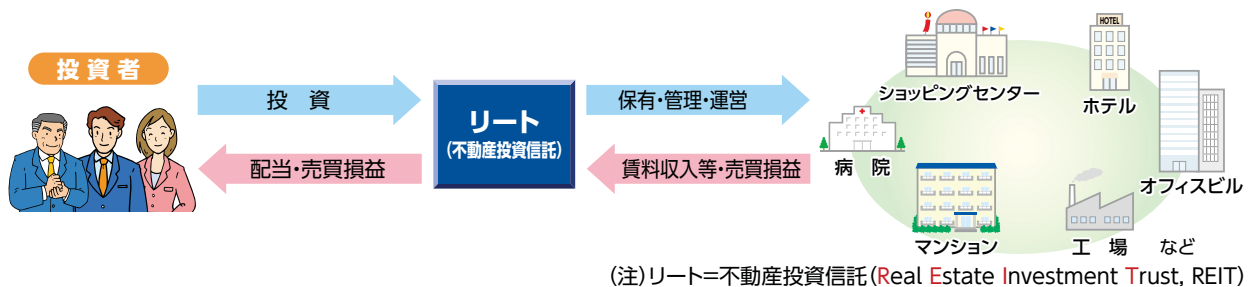 投資者
投　資
配当・売買損益
リート
(不動産投資信託)
保有・管理・運営
賃料収入等・売買損益
ショッピングセンター
HOTEL
ホテル
病　院
オフィスビル
マンション
工　場　など
(注)リート=不動産投資信託(Real Estate Investment Trust, REIT)